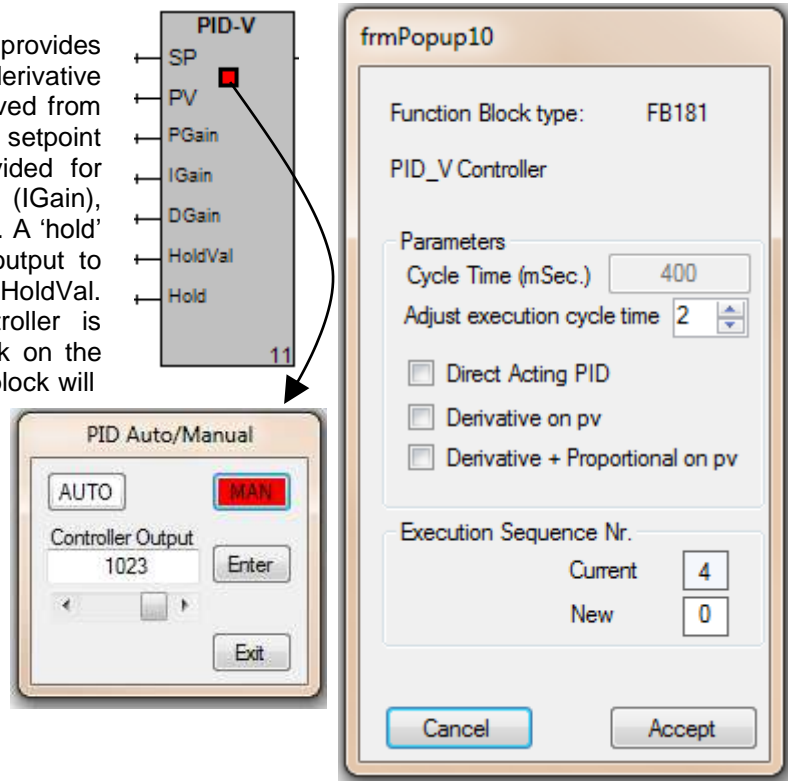 provides
derivative
ved from
setpoint
vided for
(IGain),
. A ‘hold’
output to
HoldVal.
troller is
k on the
block will
PID-V
SP
PV
PGain
IGain
DGain
HoldVal
Hold
11
PID Auto/Manual
AUTO
MAN
Controller Output
1023
Enter
Exit
frmPopup10
Function Block type: FB181
PID_V Controller
Parameters
Cycle Time (mSec.) 400
Adjust execution cycle time 2
Direct Acting PID
Derivative on pv
Derivative + Proportional on pv
Execution Sequence Nr.
Current 4
New 0
Cancel Accept